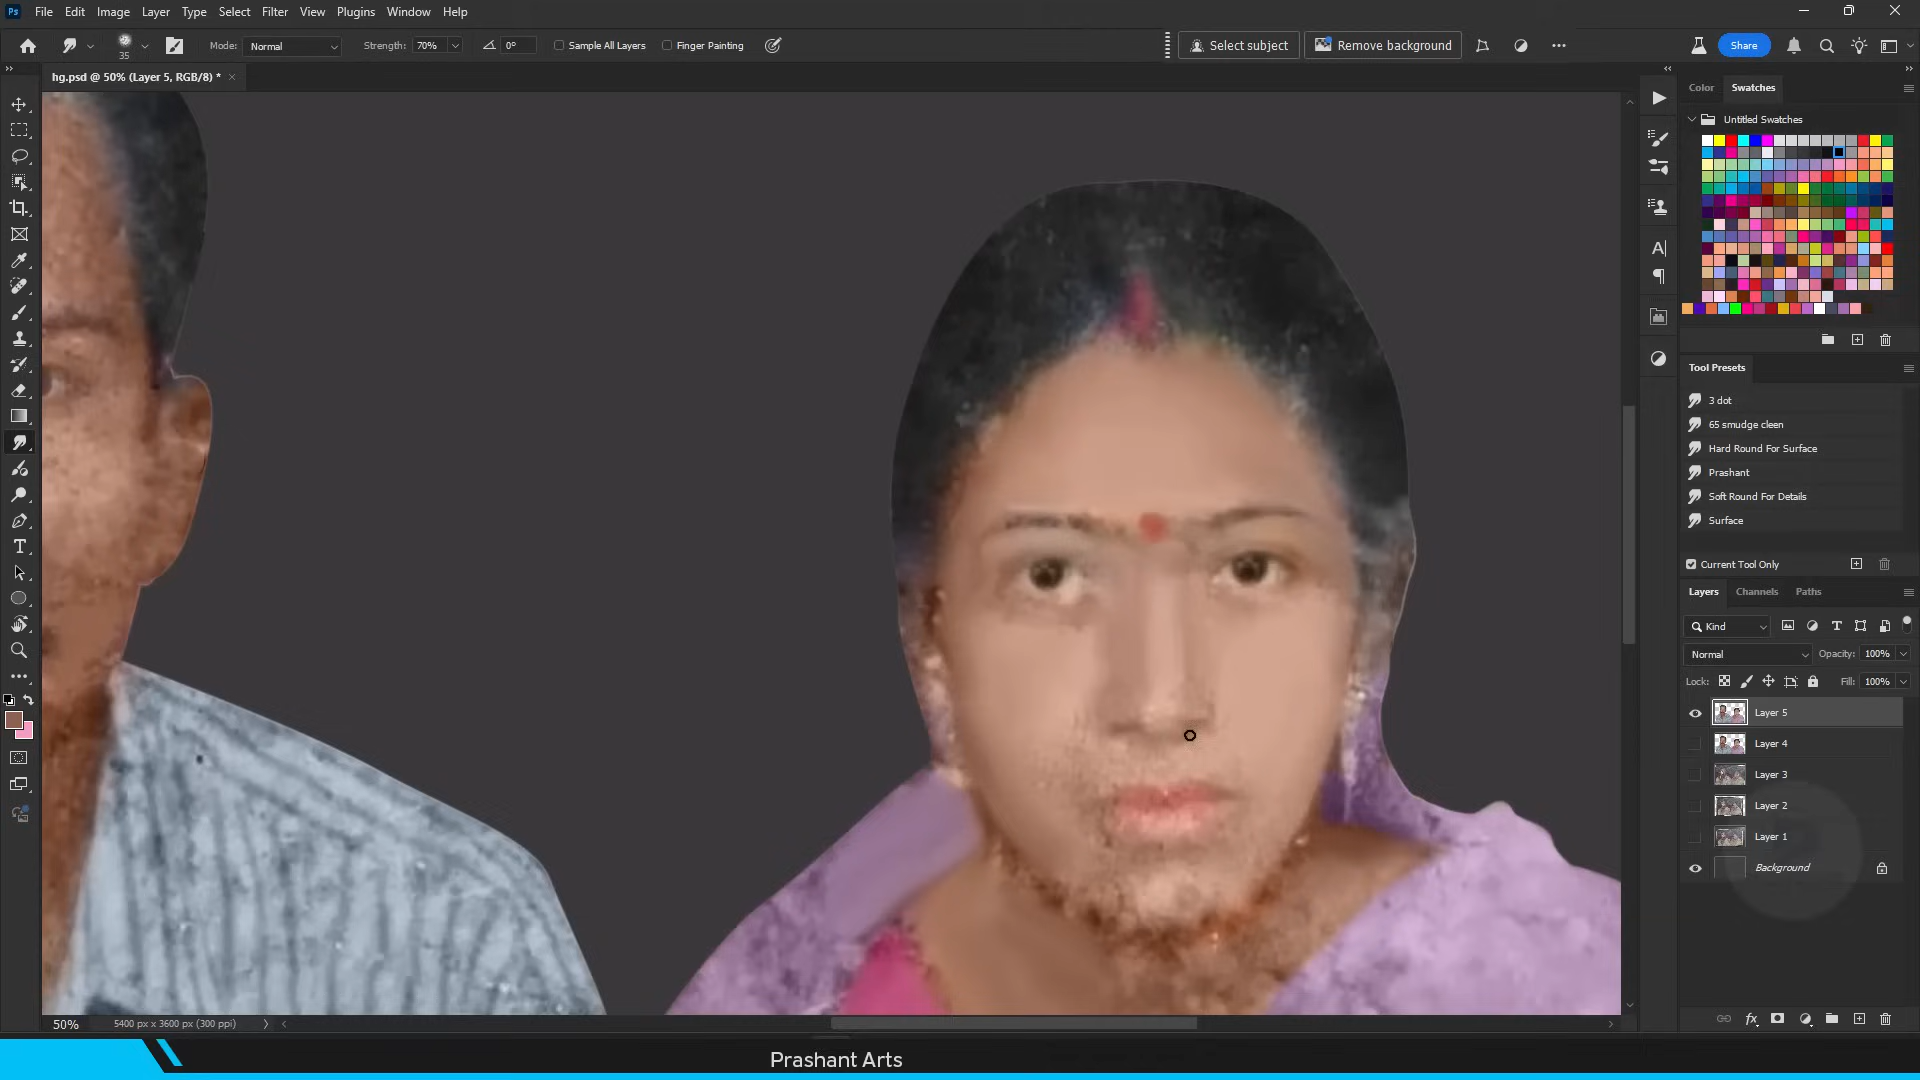 Ps File Edit Image Layer Type Select Filter View Plugins Window Help
35 Mode: Normal Strength: 70% 0° Sample All Layers Finger Painting Select subject Remove background Share
hg.psd @ 50% (Layer 5, RGB/8) *
Color Swatches
Untitled Swatches
Tool Presets
3 dot
65 smudge cleen
Hard Round For Surface
Prashant
Soft Round For Details
Surface
Current Tool Only
Layers Channels Paths
Kind
Normal Opacity: 100%
Lock: Fill: 100%
Layer 5
Layer 4
Layer 3
Layer 2
Layer 1
Background
50% 5400 px x 3600 px (300 ppi)
Prashant Arts